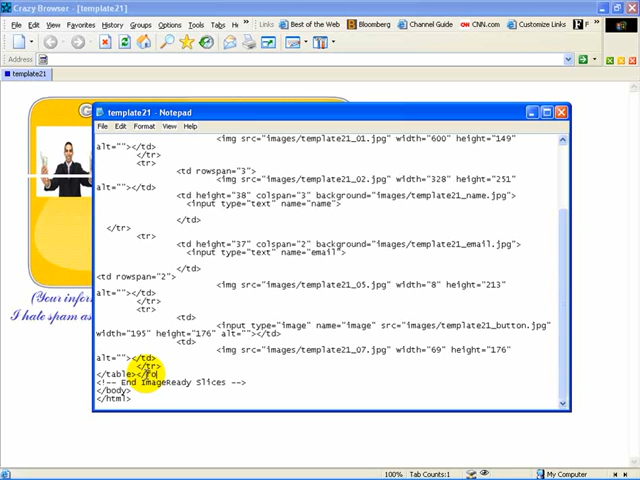 Crazy Browser - [template21]
File Edit View Favorites History Groups Options Tabs Help Links Best of the Web Bloomberg Channel Guide CNN.com Customize Links
Address
template21
template21 - Notepad
File Edit Format View Help
<img src="images/template21_01.jpg" width="600" height="149"
alt=""></td>
</tr>
<tr>
<td rowspan="3">
<img src="images/template21_02.jpg" width="328" height="251"
alt=""></td>
<td height="38" colspan="3" background="images/template21_name.jpg">
<input type="text" name="name">
</td>
</tr>
<tr>
<td height="37" colspan="2" background="images/template21_email.jpg">
<input type="text" name="email">
</td>
<td rowspan="2">
<img src="images/template21_05.jpg" width="8" height="213"
alt=""></td>
</tr>
<tr>
<td>
<input type="image" name="image" src="images/template21_button.jpg"
width="195" height="176" alt=""></td>
<td>
<img src="images/template21_07.jpg" width="69" height="176"
alt=""></td>
</tr>
</table></fo
<!-- End ImageReady Slices -->
</body>
</html>
(Your inform
I hate spam as
100% Tab Counts:1 My Computer